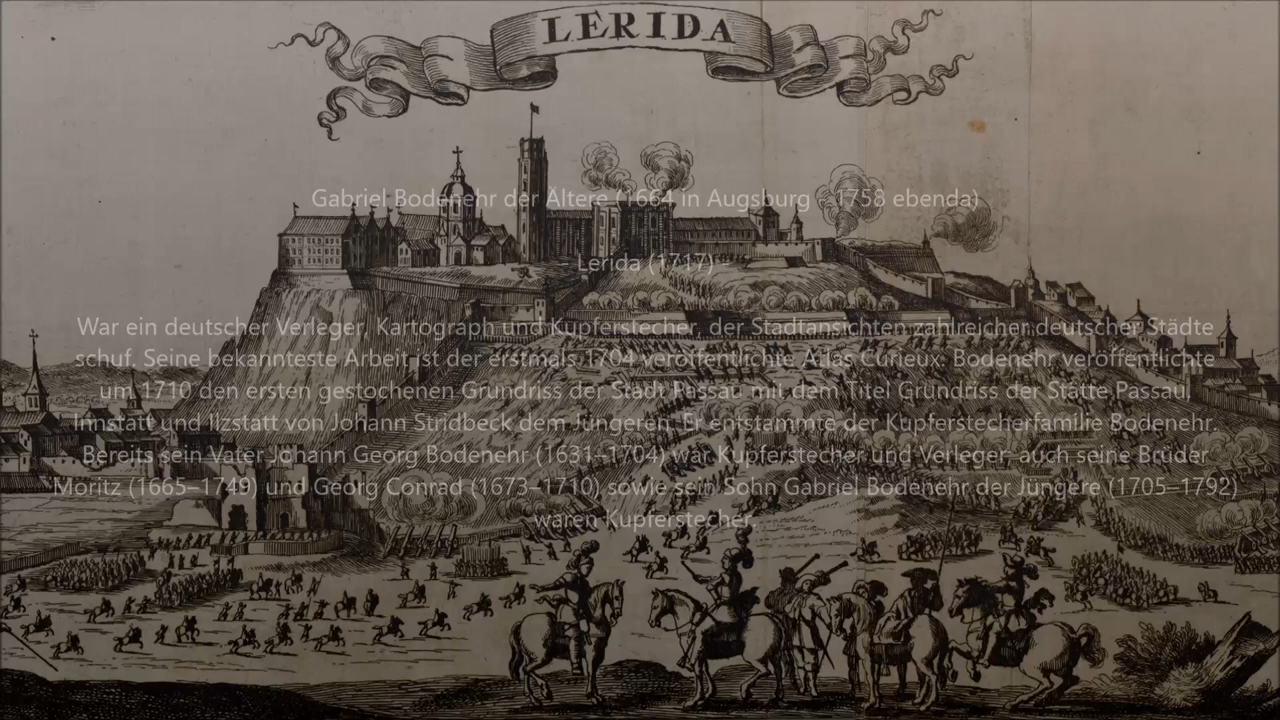 LERIDA
Gabriel Bodenehr der Ältere (1664 in Augsburg - 1758 ebenda)
Lerida (1717)
War ein deutscher Verleger, Kartograph und Kupferstecher, der Stadtansichten zahlreicher deutscher Städte
schuf. Seine bekannteste Arbeit ist der erstmals 1704 veröffentlichte Atlas Curieux. Bodenehr veröffentlichte
um 1710 den ersten gestochenen Grundriss der Stadt Passau mit dem Titel Grundriss der Stätte Passau,
Innstatt und Ilzstatt von Johann Stridbeck dem Jüngeren. Er entstammte der Kupferstecherfamilie Bodenehr.
Bereits sein Vater Johann Georg Bodenehr (1631–1704) war Kupferstecher und Verleger, auch seine Brüder
Moritz (1665–1749) und Georg Conrad (1673–1710) sowie sein Sohn Gabriel Bodenehr der Jüngere (1705–1792)
waren Kupferstecher.